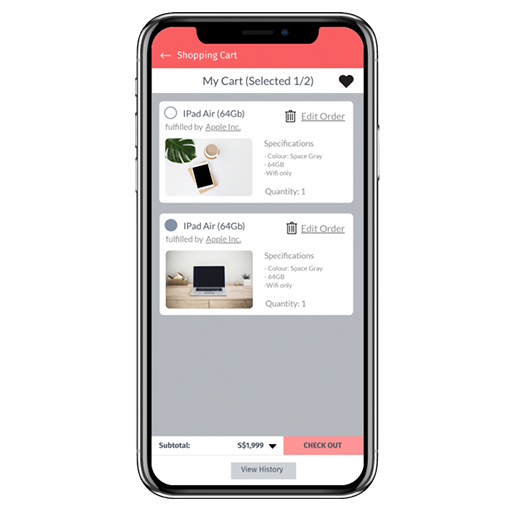 Shopping Cart
My Cart (Selected 1/2)
IPad Air (64Gb)
Edit Order
fulfilled by Apple Inc.
Specifications
- Colour: Space Gray
- 64GB
-Wifi only
Quantity: 1
IPad Air (64Gb)
Edit Order
fulfilled by Apple Inc.
Specifications
- Colour: Space Gray
- 64GB
-Wifi only
Quantity: 1
Subtotal: S$1,999 CHECK OUT
View History